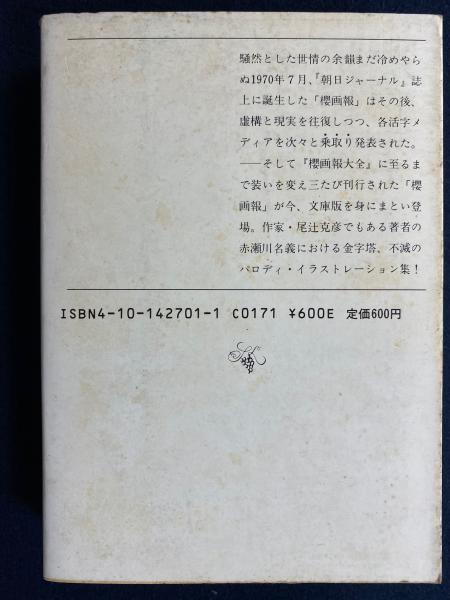 騒然とした世情の余韻まだ冷めやら
ぬ1970年7月、『朝日ジャーナル』誌
上に誕生した「櫻画報」はその後、
虚構と現実を往復しつつ、各活字メ
ディアを次々と乗取り発表された。
──そして『櫻画報大全』に至るま
で装いを変え三たび刊行された「櫻
画報」が今、文庫版を身にまとい登
場。作家・尾辻克彦でもある著者の
赤瀬川名義における金字塔、不滅の
パロディ・イラストレーション集!
ISBN4-10-142701-1 C0171 ¥600E 定価600円